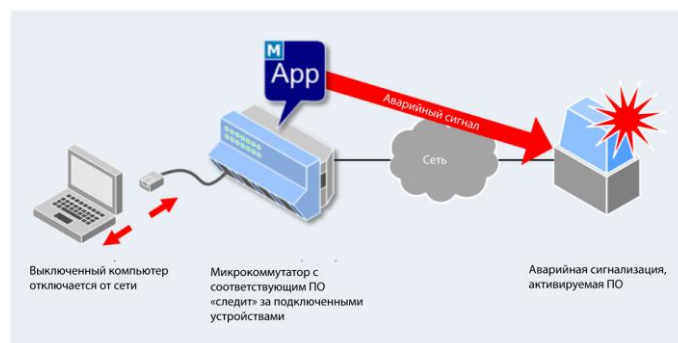 M
App
Аварийный сигнал
Сеть
Выключенный компьютер
отключается от сети
Микрокоммутатор с
соответствующим ПО
«следит» за подключенными
устройствами
Аварийная сигнализация,
активируемая ПО